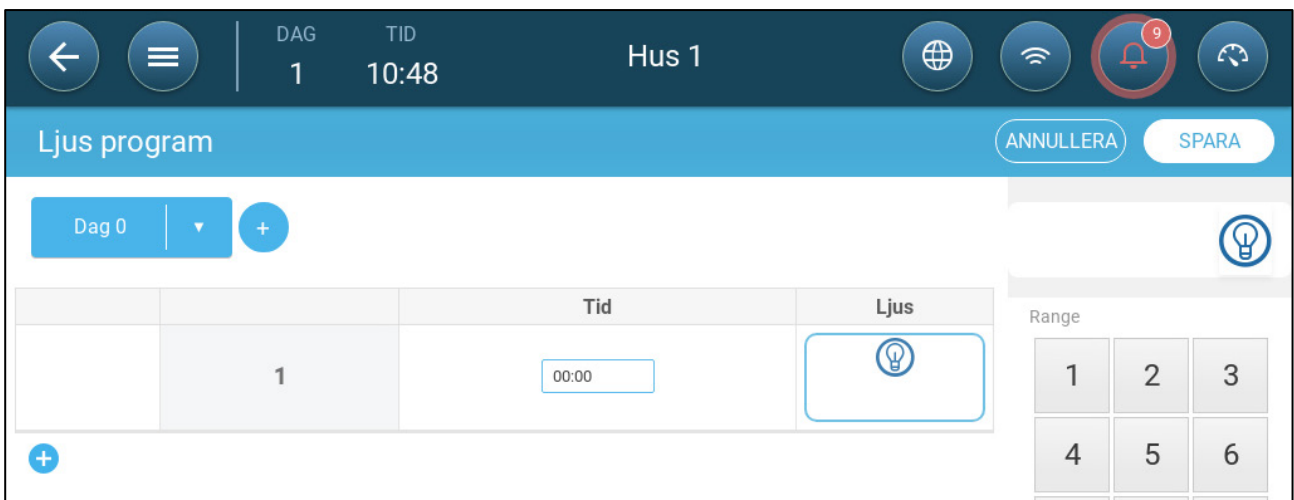 DAG TID
1 10:48 Hus 1 9
Ljus program ANNULLERA SPARA
Dag 0 ▼ +
Tid Ljus
Range
1 00:00
1 2 3
+
4 5 6